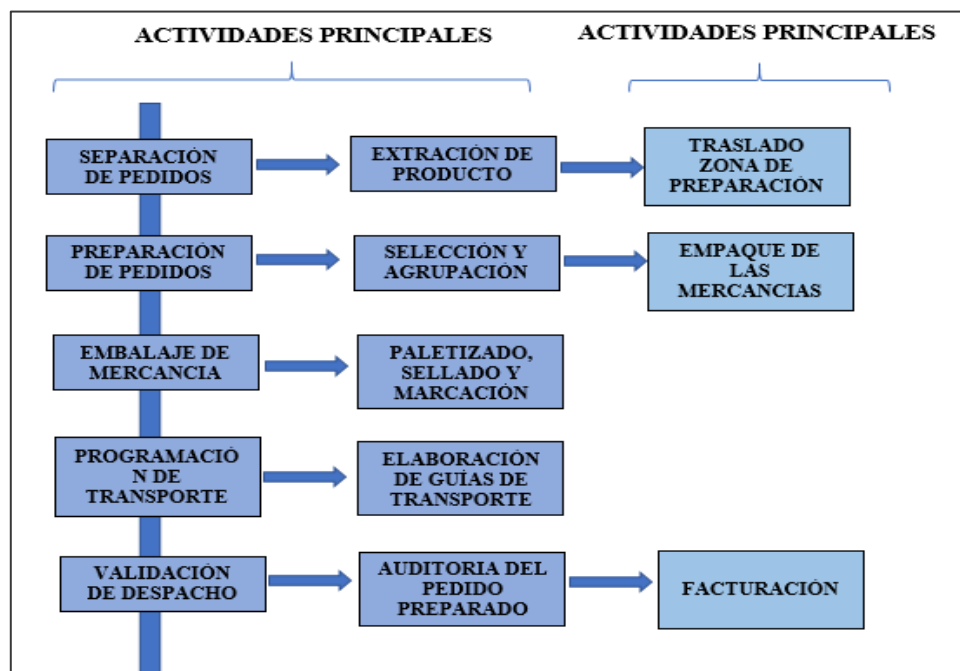 ACTIVIDADES PRINCIPALES
ACTIVIDADES PRINCIPALES
SEPARACIÓN
DE PEDIDOS
EXTRACIÓN DE
PRODUCTO
TRASLADO
ZONA DE
PREPARACIÓN
PREPARACIÓN
DE PEDIDOS
SELECCIÓN Y
AGRUPACIÓN
EMPAQUE DE
LAS
MERCANCIAS
EMBALAJE DE
MERCANCIA
PALETIZADO,
SELLADO Y
MARCACIÓN
PROGRAMACIÓ
N DE
TRANSPORTE
ELABORACIÓN
DE GUÍAS DE
TRANSPORTE
VALIDACIÓN
DE DESPACHO
AUDITORIA DEL
PEDIDO
PREPARADO
FACTURACIÓN